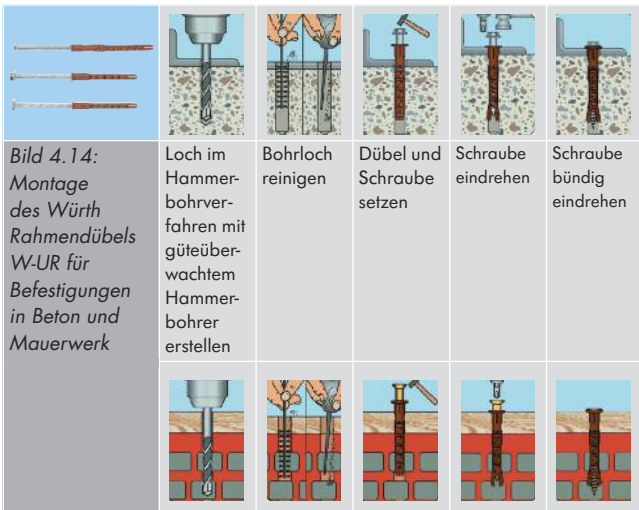 Bild 4.14:
Montage
des Würth
Rahmendübels
W-UR für
Befestigungen
in Beton und
Mauerwerk
Loch im
Hammer-
bohrver-
fahren mit
güteüber-
wachtem
Hammer-
bohrer
erstellen
Bohrloch
reinigen
Dübel und
Schraube
setzen
Schraube
eindrehen
Schraube
bündig
eindrehen